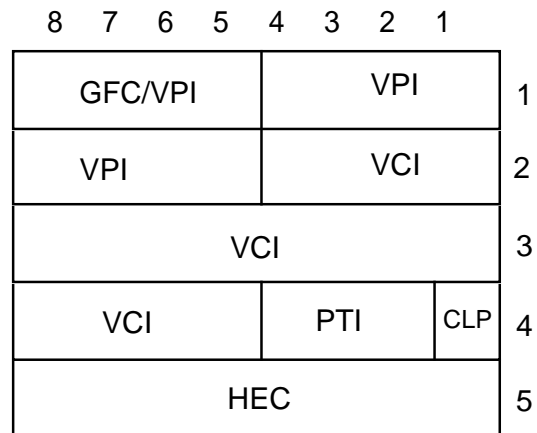 8 7 6 5 4 3 2 1
GFC/VPI VPI 1
VPI VCI 2
VCI 3
VCI PTI CLP 4
HEC 5